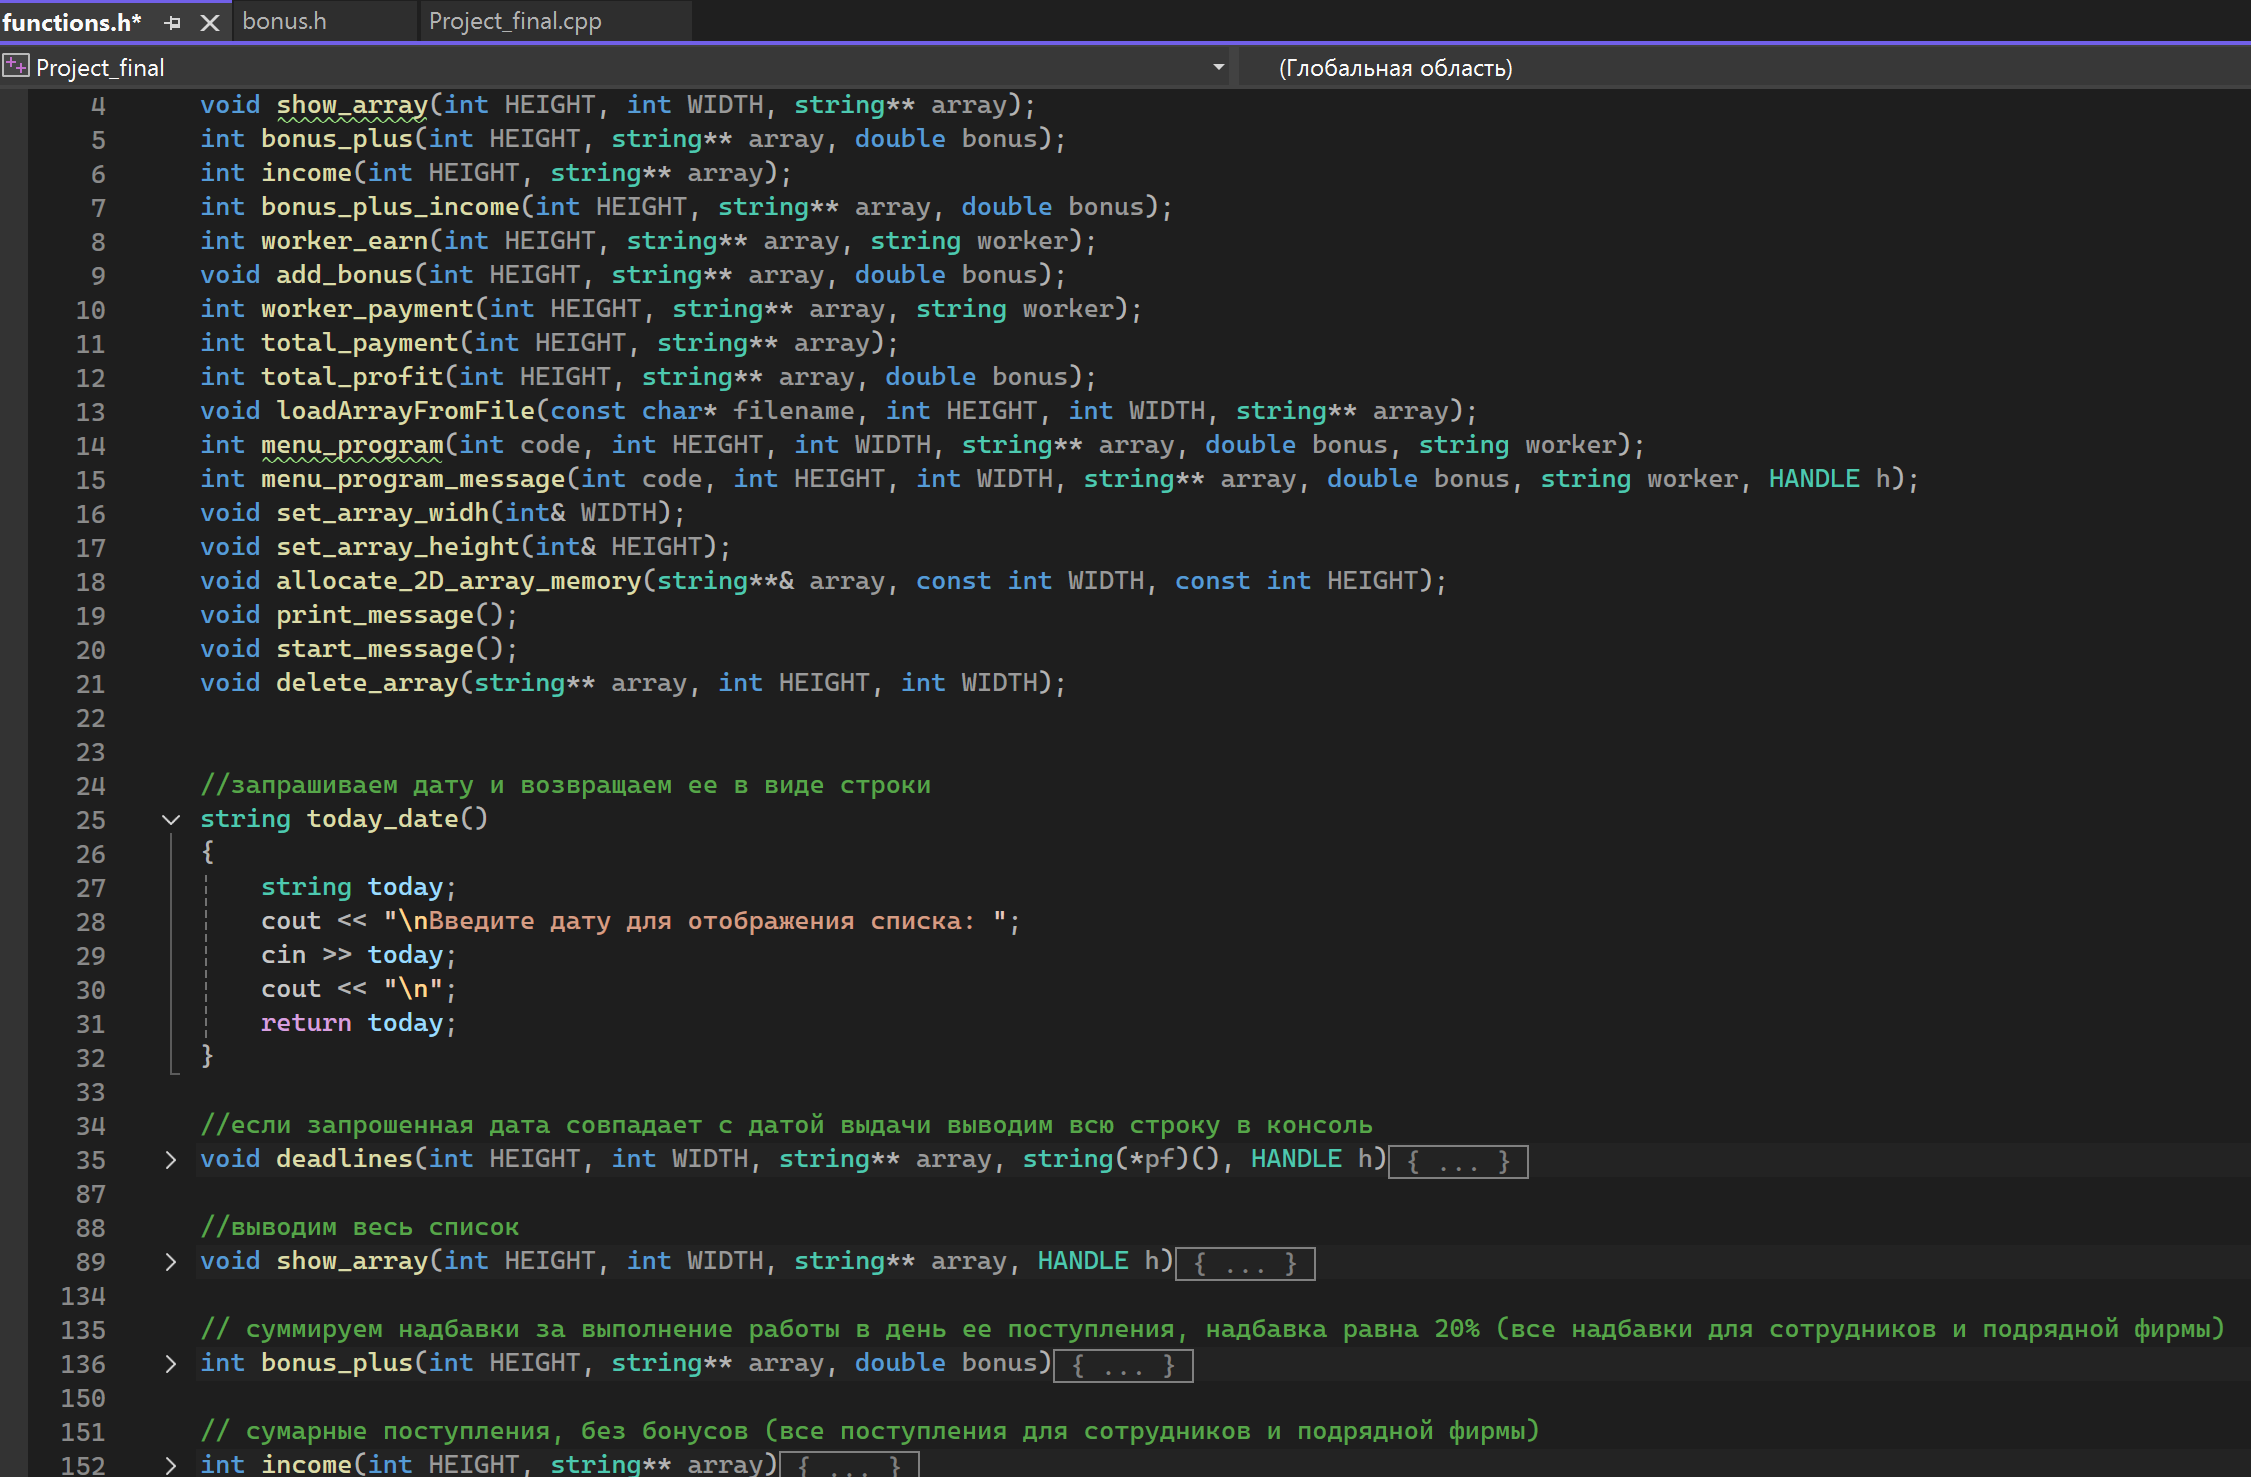 functions.h* bonus.h Project_final.cpp
Project_final (Глобальная область)
4 void show_array(int HEIGHT, int WIDTH, string** array);
5 int bonus_plus(int HEIGHT, string** array, double bonus);
6 int income(int HEIGHT, string** array);
7 int bonus_plus_income(int HEIGHT, string** array, double bonus);
8 int worker_earn(int HEIGHT, string** array, string worker);
9 void add_bonus(int HEIGHT, string** array, double bonus);
10 int worker_payment(int HEIGHT, string** array, string worker);
11 int total_payment(int HEIGHT, string** array);
12 int total_profit(int HEIGHT, string** array, double bonus);
13 void loadArrayFromFile(const char* filename, int HEIGHT, int WIDTH, string** array);
14 int menu_program(int code, int HEIGHT, int WIDTH, string** array, double bonus, string worker);
15 int menu_program_message(int code, int HEIGHT, int WIDTH, string** array, double bonus, string worker, HANDLE h);
16 void set_array_widh(int& WIDTH);
17 void set_array_height(int& HEIGHT);
18 void allocate_2D_array_memory(string**& array, const int WIDTH, const int HEIGHT);
19 void print_message();
20 void start_message();
21 void delete_array(string** array, int HEIGHT, int WIDTH);
22
23
24 //запрашиваем дату и возвращаем ее в виде строки
25 string today_date()
26 {
27 string today;
28 cout << "\nВведите дату для отображения списка: ";
29 cin >> today;
30 cout << "\n";
31 return today;
32 }
33
34 //если запрошенная дата совпадает с датой выдачи выводим всю строку в консоль
35 void deadlines(int HEIGHT, int WIDTH, string** array, string(*pf)(), HANDLE h){ ... }
87
88 //выводим весь список
89 void show_array(int HEIGHT, int WIDTH, string** array, HANDLE h){ ... }
134
135 // суммируем надбавки за выполнение работы в день ее поступления, надбавка равна 20% (все надбавки для сотрудников и подрядной фирмы)
136 int bonus_plus(int HEIGHT, string** array, double bonus){ ... }
150
151 // сумарные поступления, без бонусов (все поступления для сотрудников и подрядной фирмы)
152 int income(int HEIGHT, string** array){ ... }